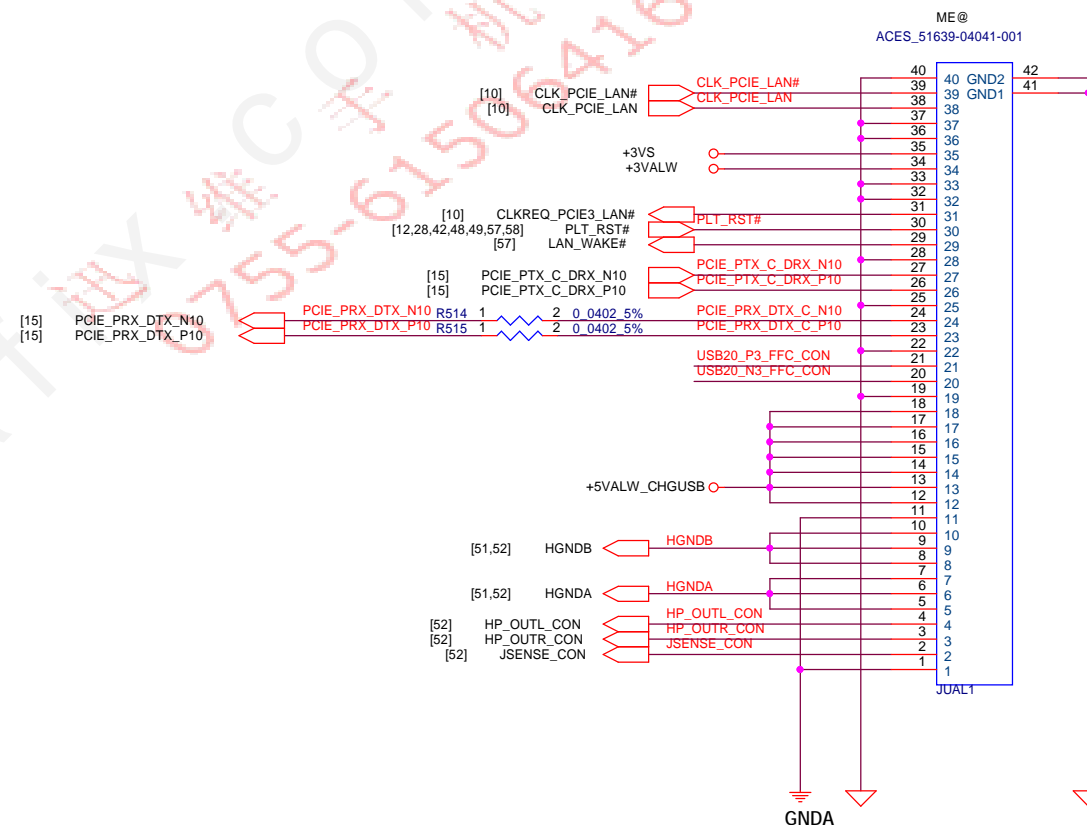 ME@
ACES_51639-04041-001
40 40 GND2 42
CLK_PCIE_LAN#
[10] CLK_PCIE_LAN# 39 39 GND1 41
CLK_PCIE_LAN
[10] CLK_PCIE_LAN 38 38
37 37
36 36
+3VS 35 35
+3VALW 34 34
33 33
32 32
[10] CLKREQ_PCIE3_LAN# 31 31
[12,28,42,48,49,57,58] PLT_RST# PLT_RST# 30 30
[57] LAN_WAKE# 29 29
28 28
PCIE_PTX_C_DRX_N10
[15] PCIE_PTX_C_DRX_N10 27 27
PCIE_PTX_C_DRX_P10
[15] PCIE_PTX_C_DRX_P10 26 26
25 25
[15] PCIE_PRX_DTX_N10 PCIE_PRX_DTX_N10 R514 1 2 0_0402_5% PCIE_PRX_DTX_C_N10 24 24
[15] PCIE_PRX_DTX_P10 PCIE_PRX_DTX_P10 R515 1 2 0_0402_5% PCIE_PRX_DTX_C_P10 23 23
22 22
USB20_P3_FFC_CON 21 21
USB20_N3_FFC_CON 20 20
19 19
18 18
17 17
16 16
15 15
14 14
+5VALW_CHGUSB 13 13
12 12
11 11
10 10
[51,52] HGNDB HGNDB 9 9
8 8
7 7
[51,52] HGNDA HGNDA 6 6
5 5
[52] HP_OUTL_CON HP_OUTL_CON 4 4
[52] HP_OUTR_CON HP_OUTR_CON 3 3
[52] JSENSE_CON JSENSE_CON 2 2
1 1
JUAL1
GNDA
迅維手机
0755-61506416